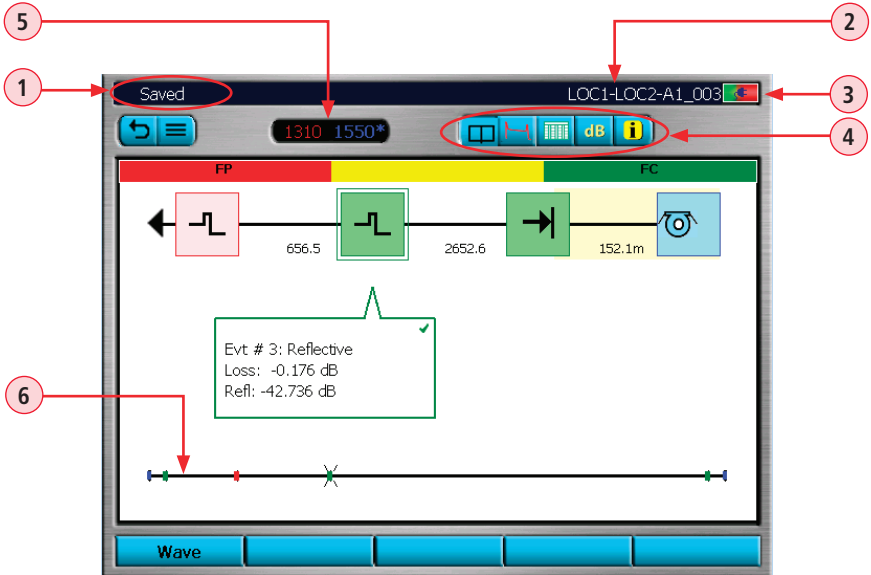 5
2
1
Saved
LOC1-LOC2-A1_003
3
1310 1550*
dB
i
4
FP
FC
656.5
2652.6
152.1m
Evt # 3: Reflective
Loss: -0.176 dB
Refl: -42.736 dB
6
Wave